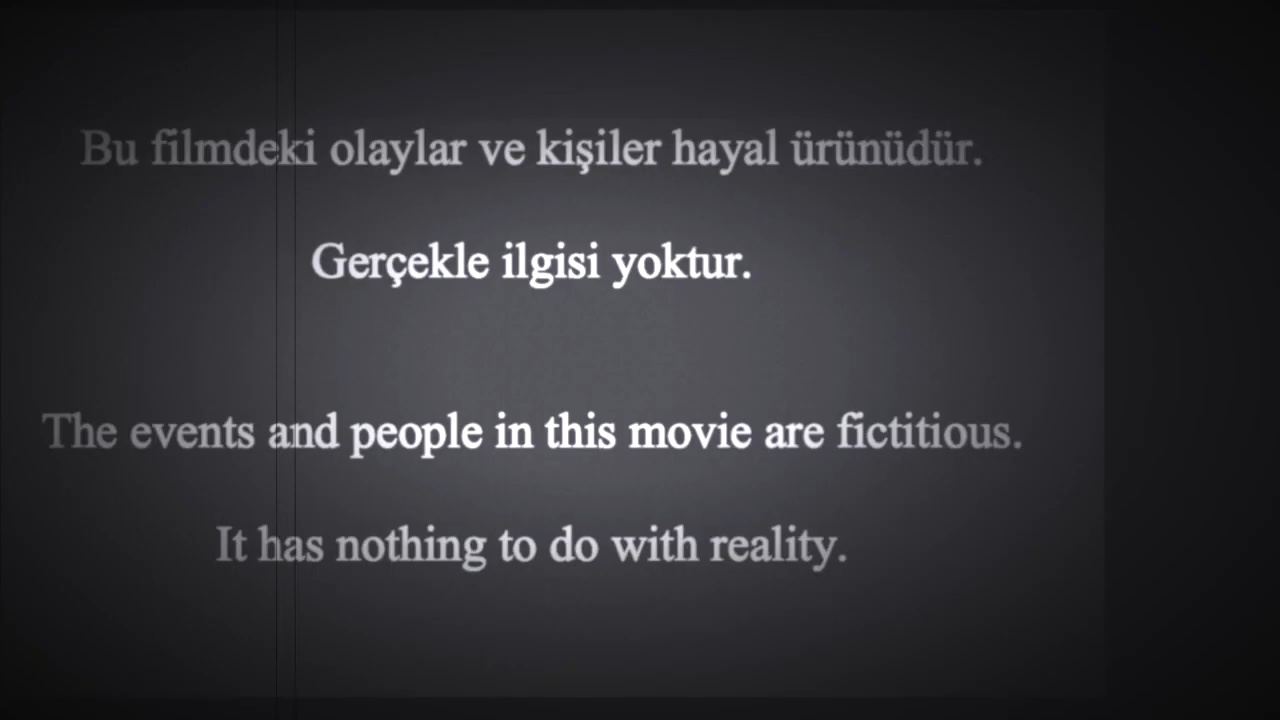 Bu filmdeki olaylar ve kişiler hayal ürünüdür.
Gerçekle ilgisi yoktur.
The events and people in this movie are fictitious.
It has nothing to do with reality.